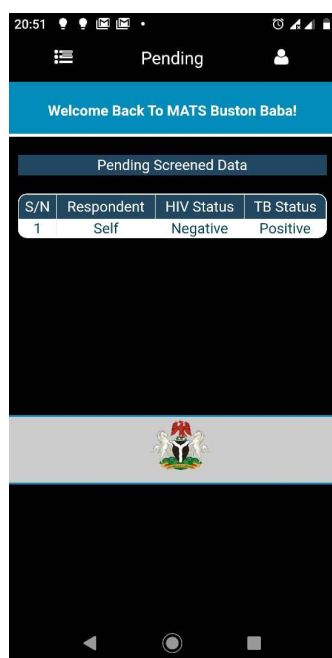 20:51
Pending
Welcome Back To MATS Buston Baba!
Pending Screened Data
S/N Respondent HIV Status TB Status
1 Self Negative Positive